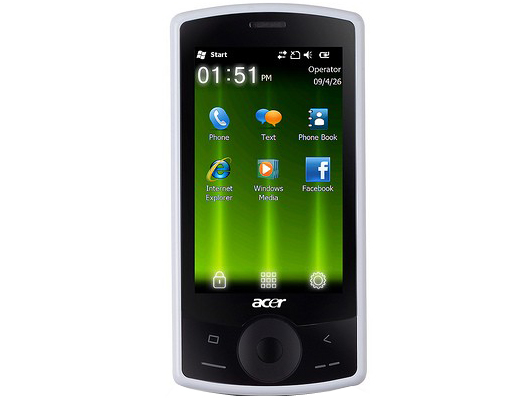 Start
01:51 PM
Operator
09/4/26
Phone
Text
Phone Book
Internet
Explorer
Windows
Media
Facebook
acer